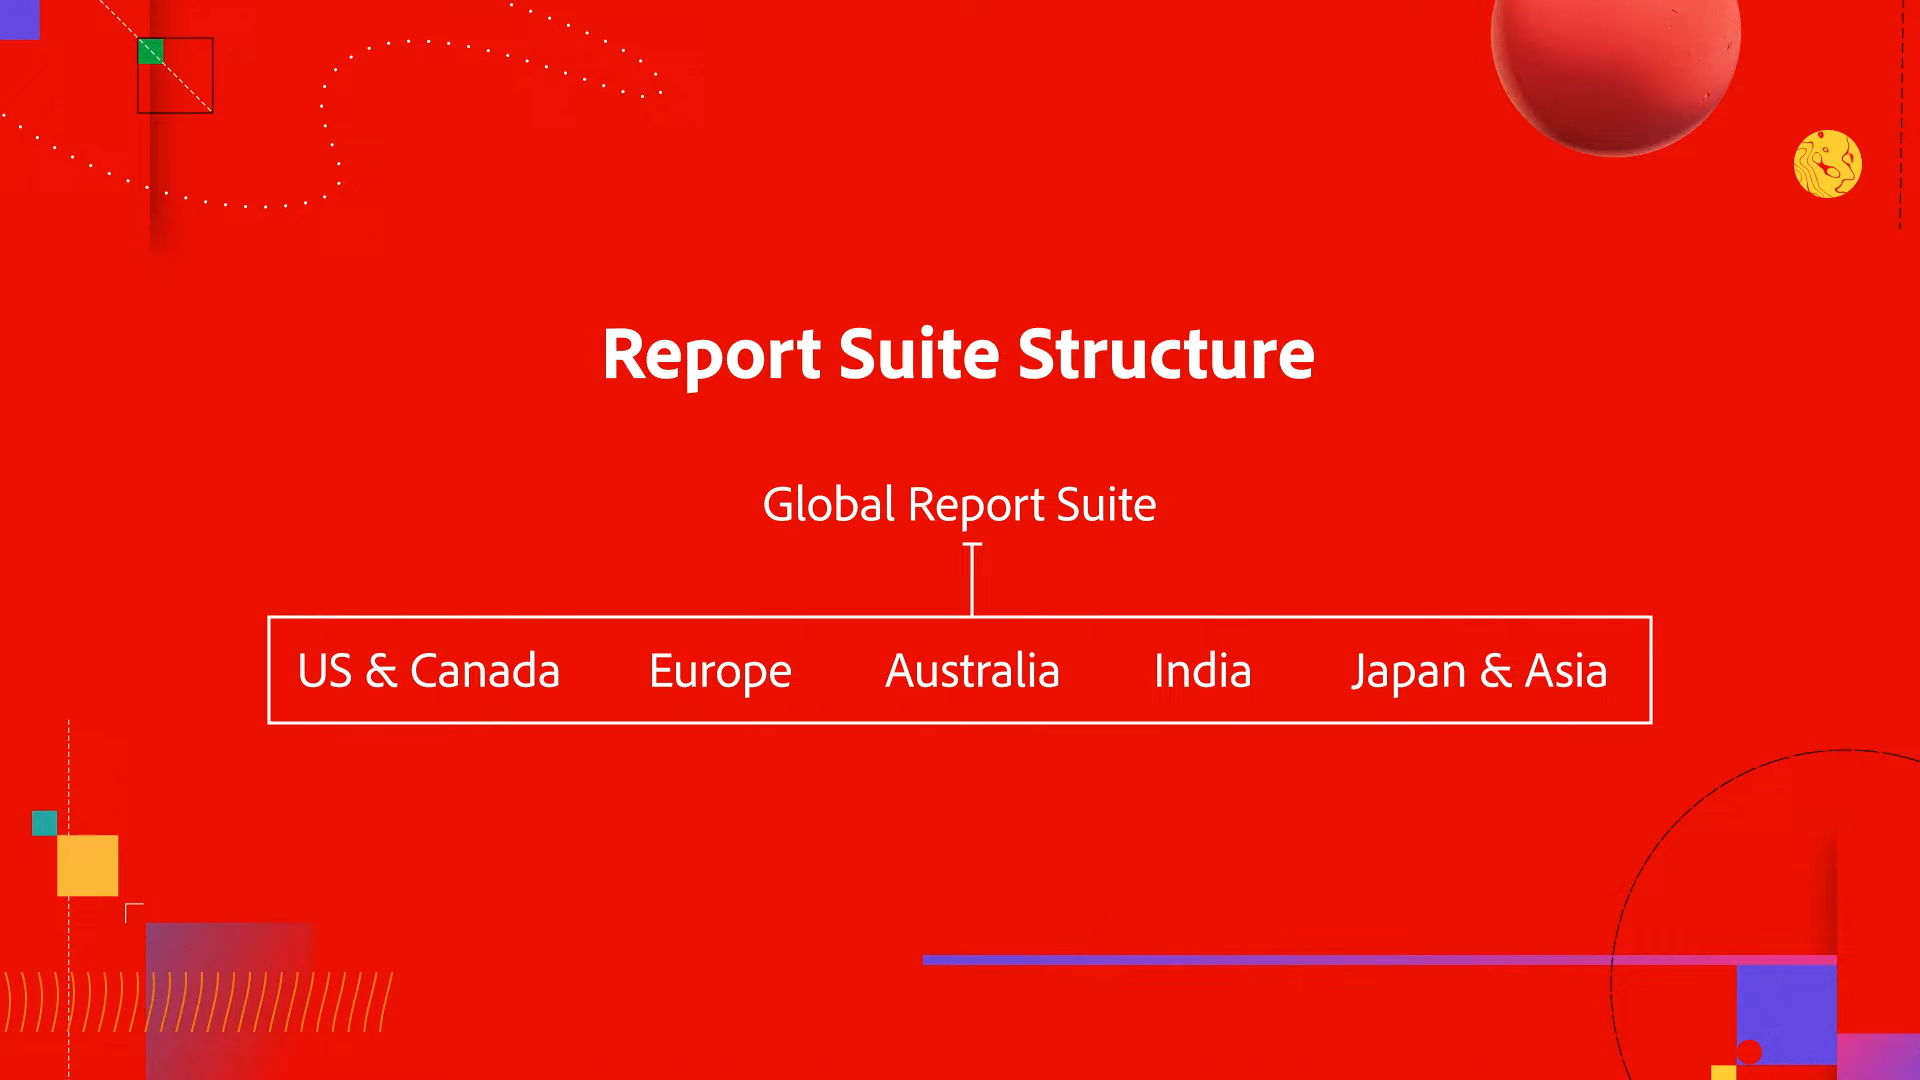 Report Suite Structure
Global Report Suite
US & Canada Europe Australia India Japan & Asia